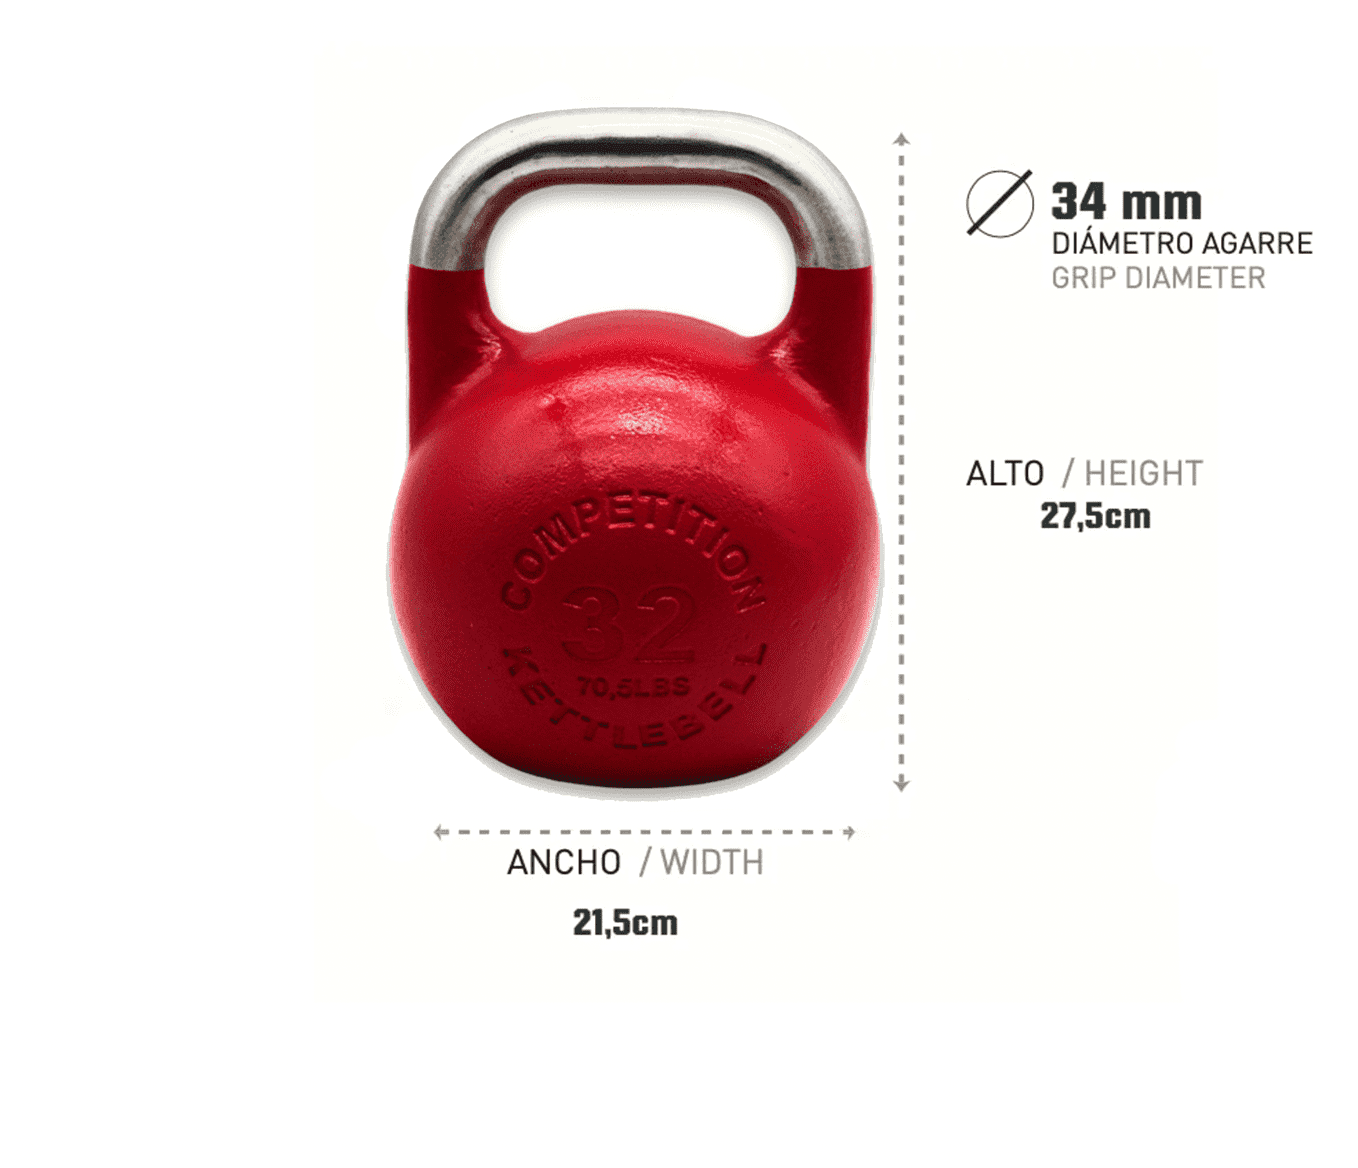 34 mm
DIÁMETRO AGARRE
GRIP DIAMETER
ALTO / HEIGHT
27,5cm
COMPETITION
32
70,5LBS
KETTLEBELL
ANCHO / WIDTH
21,5cm